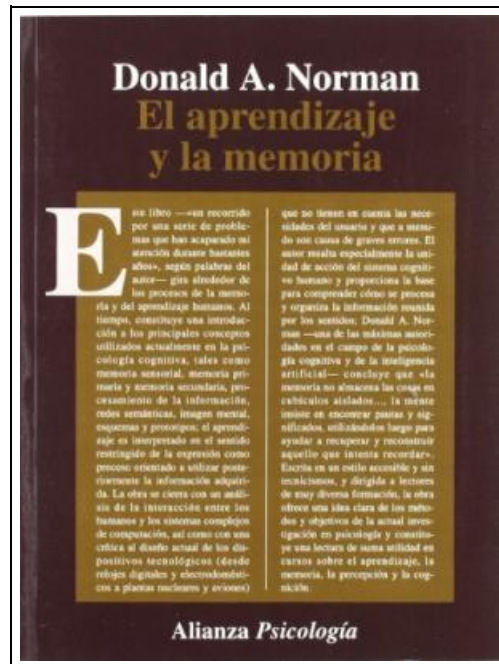 Donald A. Norman
El aprendizaje
y la memoria
Este libro —«un recorrido
por una serie de proble-
mas que han acaparado mi
atención durante bastantes
años», según palabras del
autor— gira alrededor de
los procesos de la memo-
ria y del aprendizaje humanos. Al
tiempo, constituye una introduc-
ción a los principales conceptos
utilizados actualmente en la psi-
cología cognitiva, tales como
memoria sensorial, memoria pri-
maria y memoria secundaria, pro-
cesamiento de la información,
redes semánticas, imagen mental,
esquemas y prototipos; el aprendi-
zaje es interpretado en el sentido
restringido de la expresión como
proceso orientado a utilizar poste-
riormente la información adquiri-
da. La obra se cierra con un análi-
sis de la interacción entre los
humanos y los sistemas complejos
de computación, así como con una
crítica al diseño actual de los dis-
positivos tecnológicos (desde
relojes digitales y electrodomésti-
cos a plantas nucleares y aviones)
que no tienen en cuenta las nece-
sidades del usuario y que a menu-
do son causa de graves errores. El
autor resalta especialmente la uni-
dad de acción del sistema cogniti-
vo humano y proporciona la base
para comprender cómo se procesa
y organiza la información reunida
por los sentidos; Donald A. Nor-
man —una de las máximas autori-
dades en el campo de la psicolo-
gía cognitiva y de la inteligencia
artificial— concluye que «la
memoria no almacena las cosas en
cubículos aislados..., la mente
insiste en encontrar pautas y sig-
nificados, utilizándolos luego para
ayudar a recuperar y reconstruir
aquello que intenta recordar».
Escrita en un estilo accesible y sin
tecnicismos, y dirigida a lectores
de muy diversa formación, la obra
ofrece una idea clara de los méto-
dos y objetivos de la actual inves-
tigación en psicología y constitu-
ye una lectura de suma utilidad en
cursos sobre el aprendizaje, la
memoria, la percepción y la cog-
nición.
Alianza Psicología